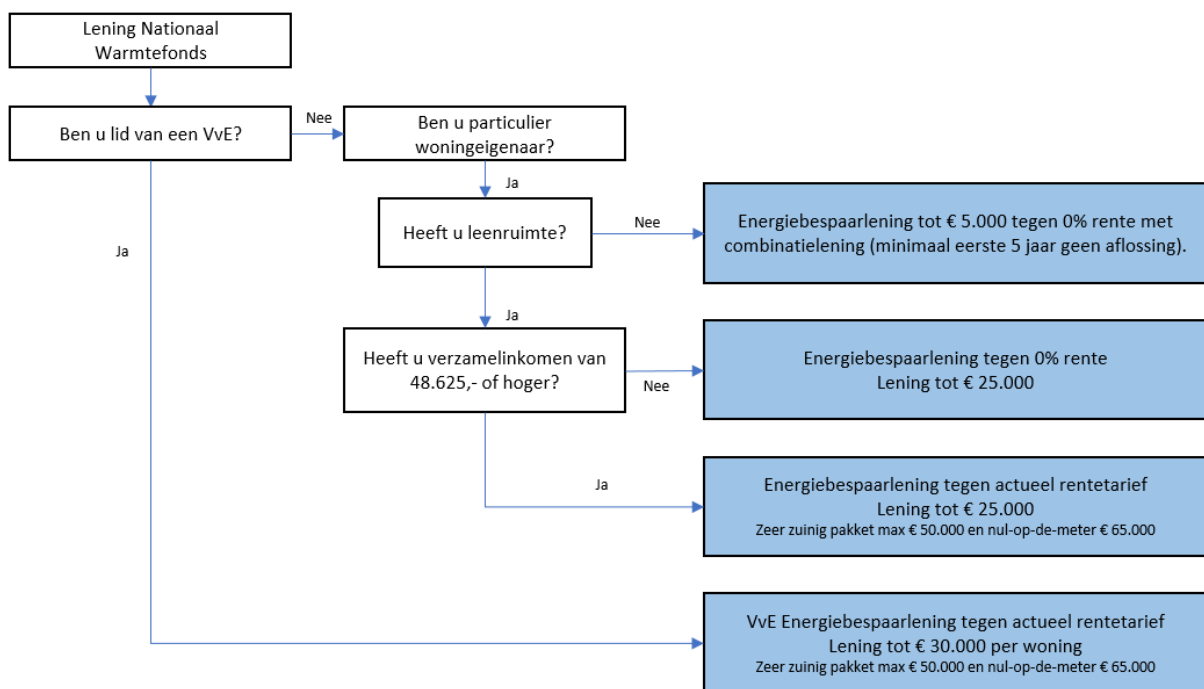 Lening Nationaal
Warmtefonds
Ben u lid van een VvE?
Nee
Ben u particulier
woningeigenaar?
Ja
Heeft u leenruimte?
Nee
Energiebespaarlening tot € 5.000 tegen 0% rente met
combinatielening (minimaal eerste 5 jaar geen aflossing).
Ja
Ja
Heeft u verzamelinkomen van
48.625,- of hoger?
Nee
Energiebespaarlening tegen 0% rente
Lening tot € 25.000
Ja
Energiebespaarlening tegen actueel rentetarief
Lening tot € 25.000
Zeer zuinig pakket max € 50.000 en nul-op-de-meter € 65.000
VvE Energiebespaarlening tegen actueel rentetarief
Lening tot € 30.000 per woning
Zeer zuinig pakket max € 50.000 en nul-op-de-meter € 65.000